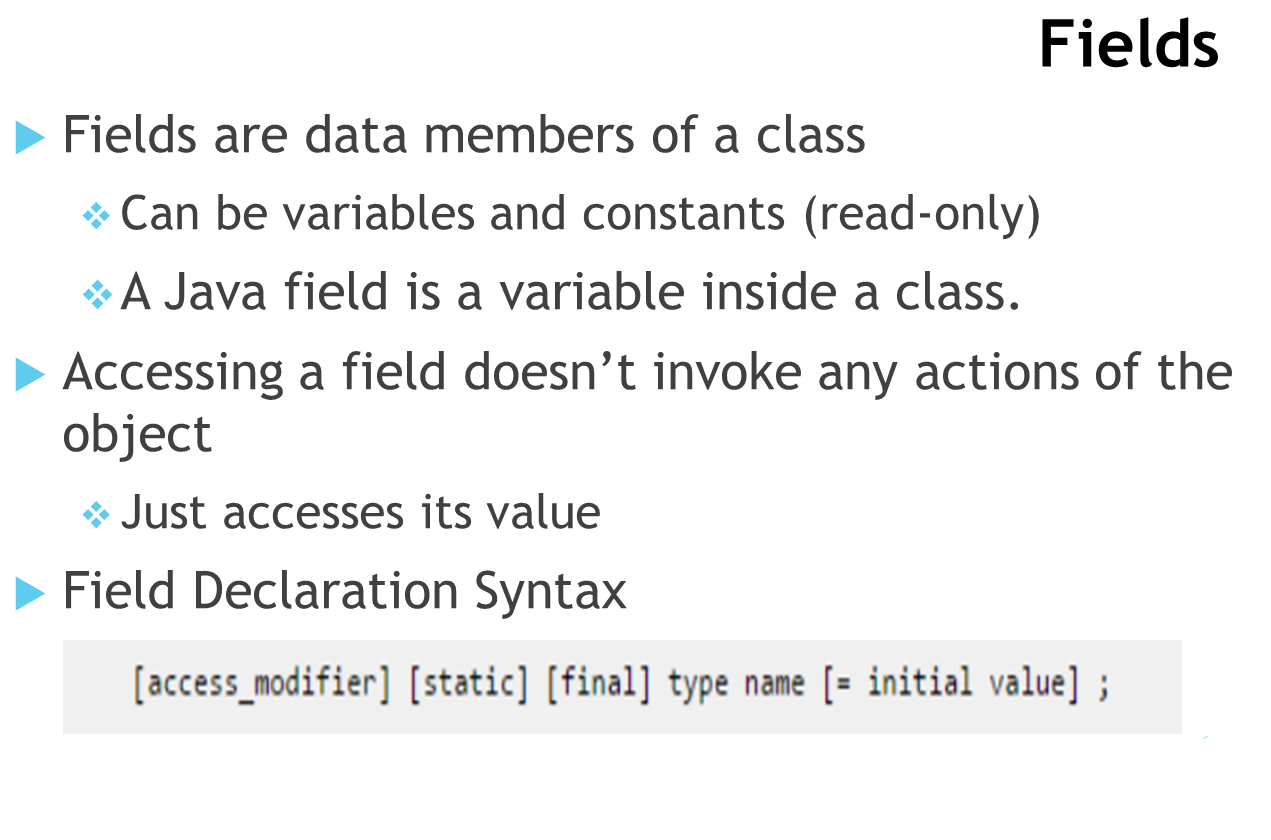 Fields
Fields are data members of a class
Can be variables and constants (read-only)
A Java field is a variable inside a class.
Accessing a field doesn’t invoke any actions of the
object
Just accesses its value
Field Declaration Syntax
[access_modifier] [static] [final] type name [= initial value] ;